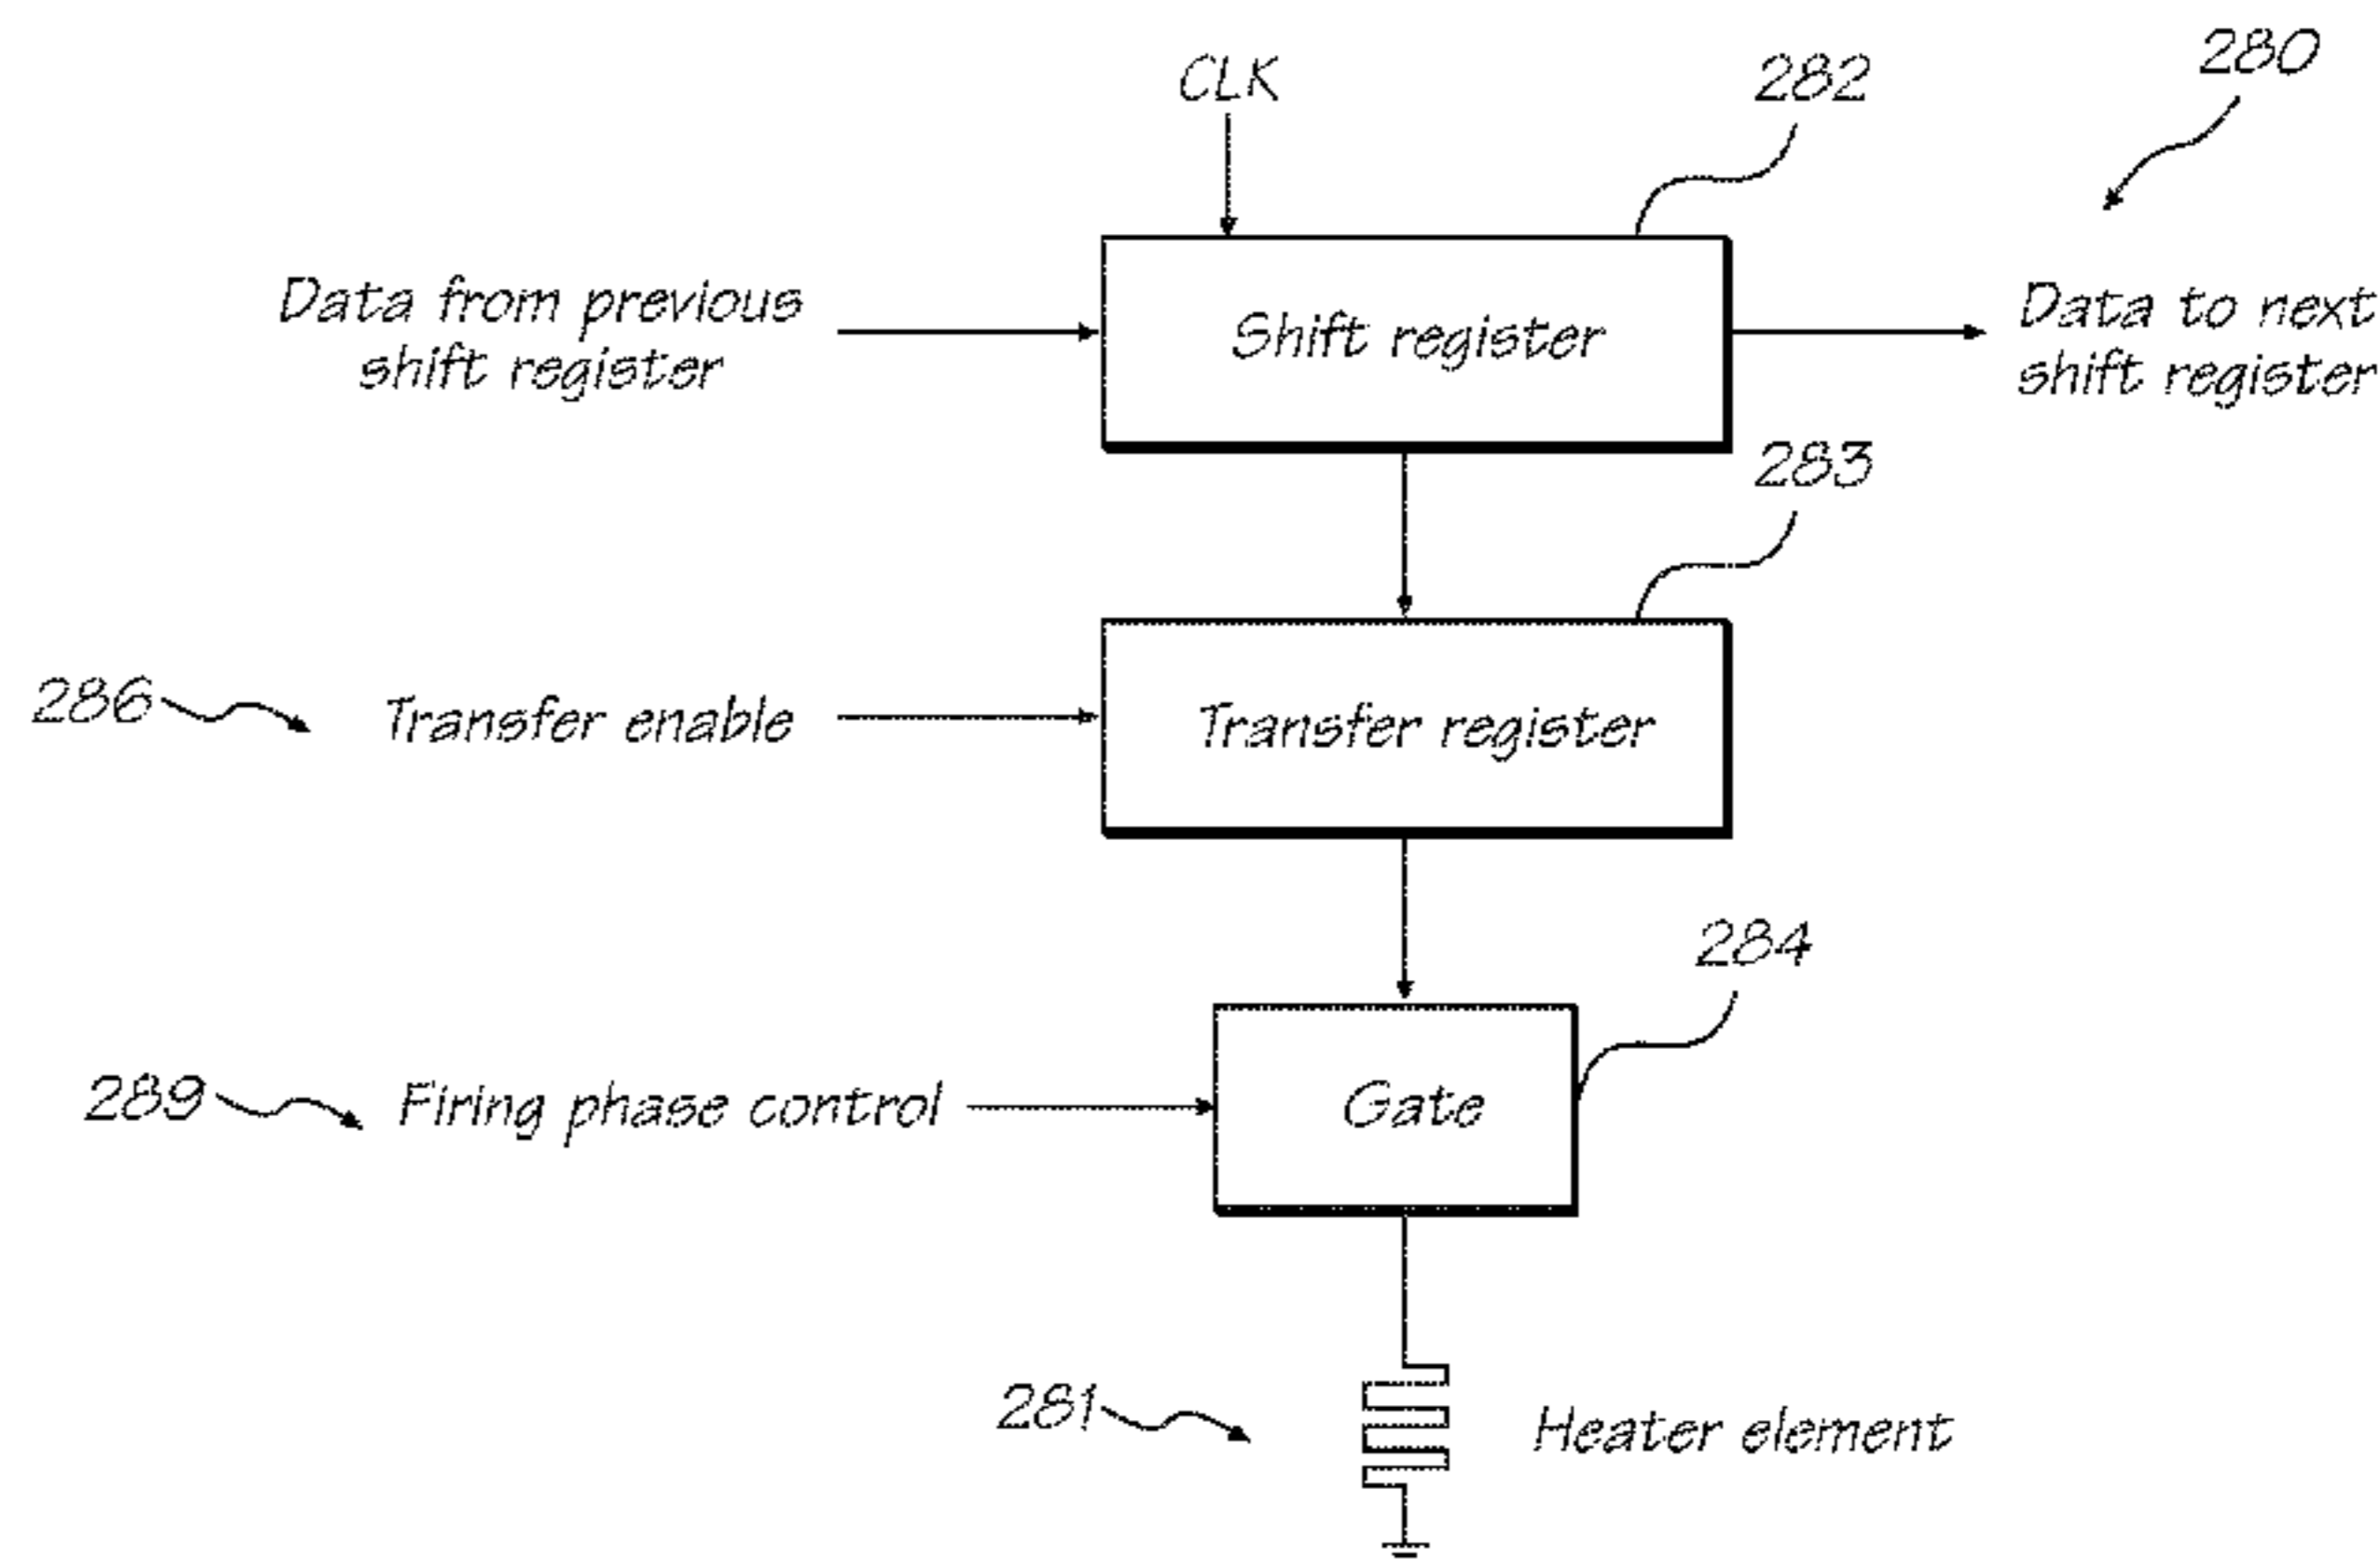 280
CLK
282
Data from previous
shift register
Shift register
Data to next
shift register
283
286
Transfer enable
Transfer register
284
289
Firing phase control
Gate
281
Heater element